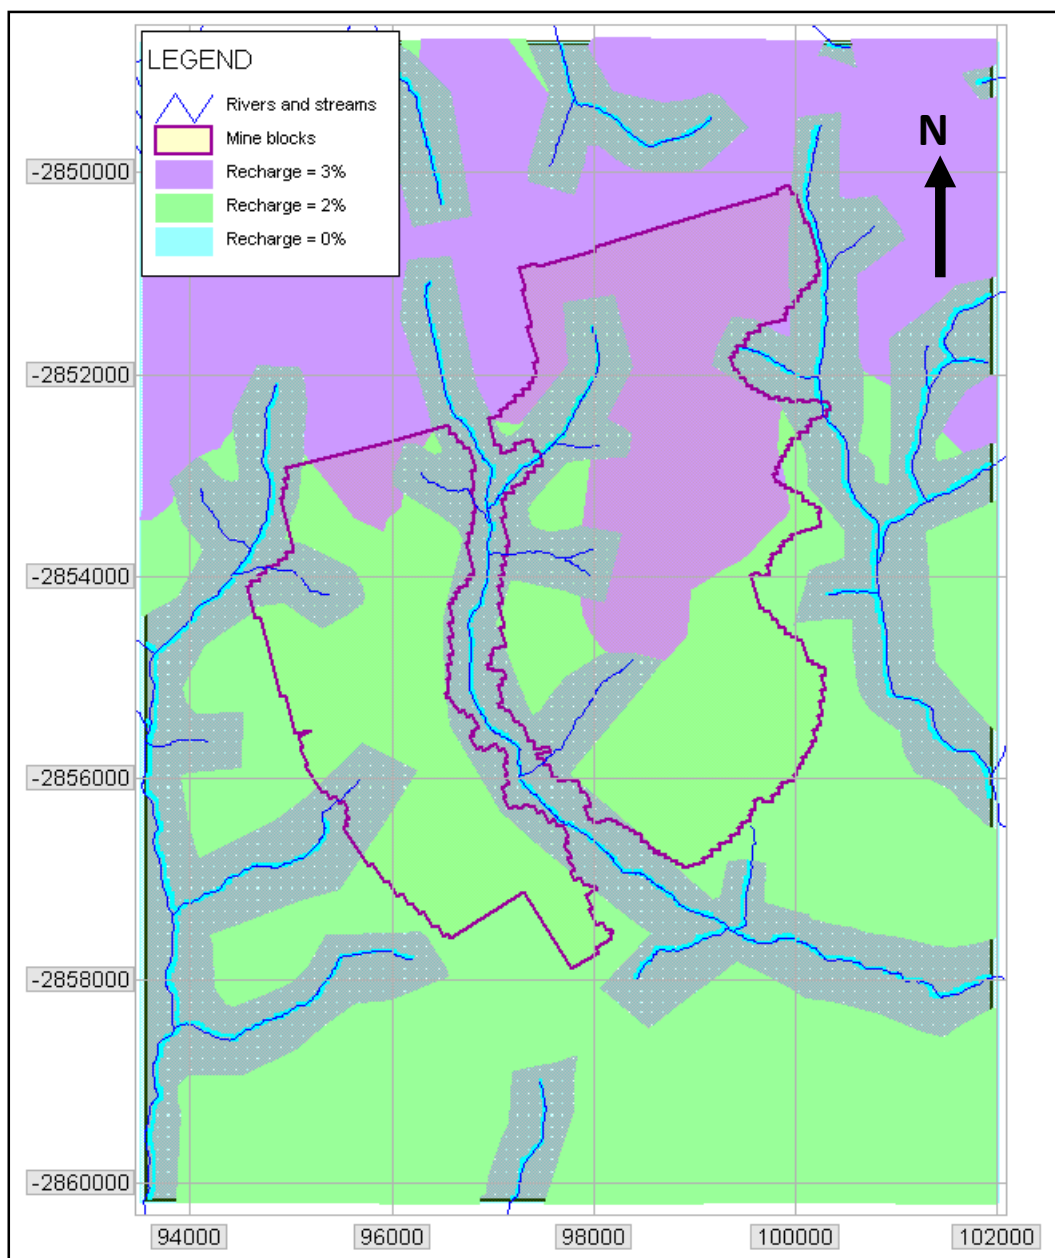 LEGEND
Rivers and streams
Mine blocks
Recharge = 3%
Recharge = 2%
Recharge = 0%
N
-2850000
-2852000
-2854000
-2856000
-2858000
-2860000
94000
96000
98000
100000
102000